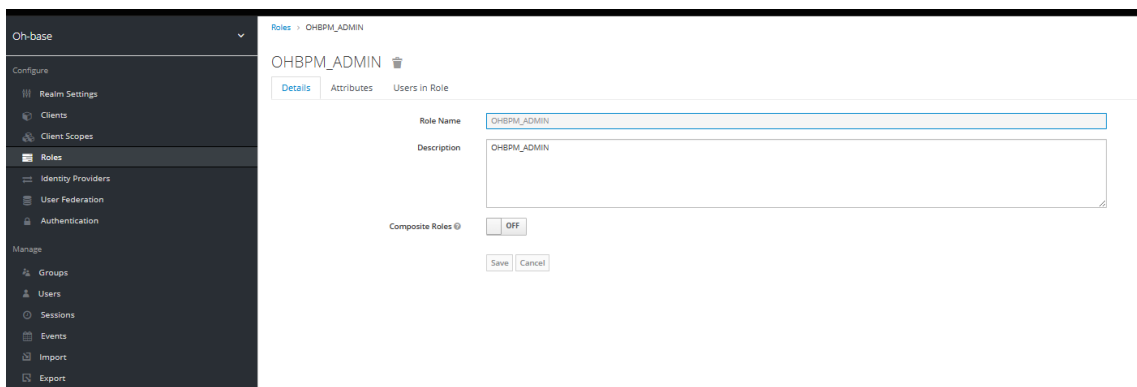 Oh-base
Configure
Realm Settings
Clients
Client Scopes
Roles
Identity Providers
User Federation
Authentication
Manage
Groups
Users
Sessions
Events
Import
Export
Roles > OHBPM_ADMIN
OHBPM_ADMIN
Details Attributes Users in Role
Role Name OHBPM_ADMIN
Description OHBPM_ADMIN
Composite Roles OFF
Save Cancel